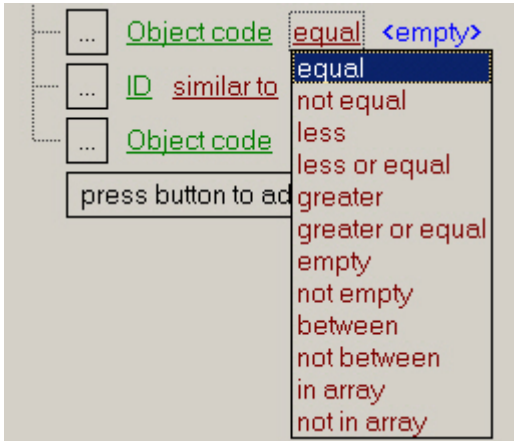 ... Object code equal <empty>
... ID similar to
... Object code
press button to ad
equal
not equal
less
less or equal
greater
greater or equal
empty
not empty
between
not between
in array
not in array